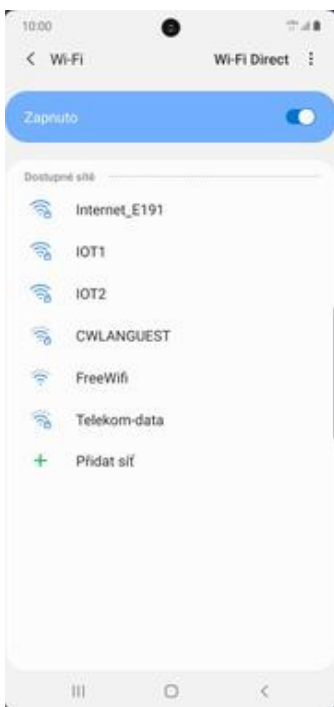 10:00
Wi-Fi
Wi-Fi Direct
Zapnuto
Dostupné sítě
Internet_E191
IOT1
IOT2
CWLANGUEST
FreeWifi
Telekom-data
Přidat síť